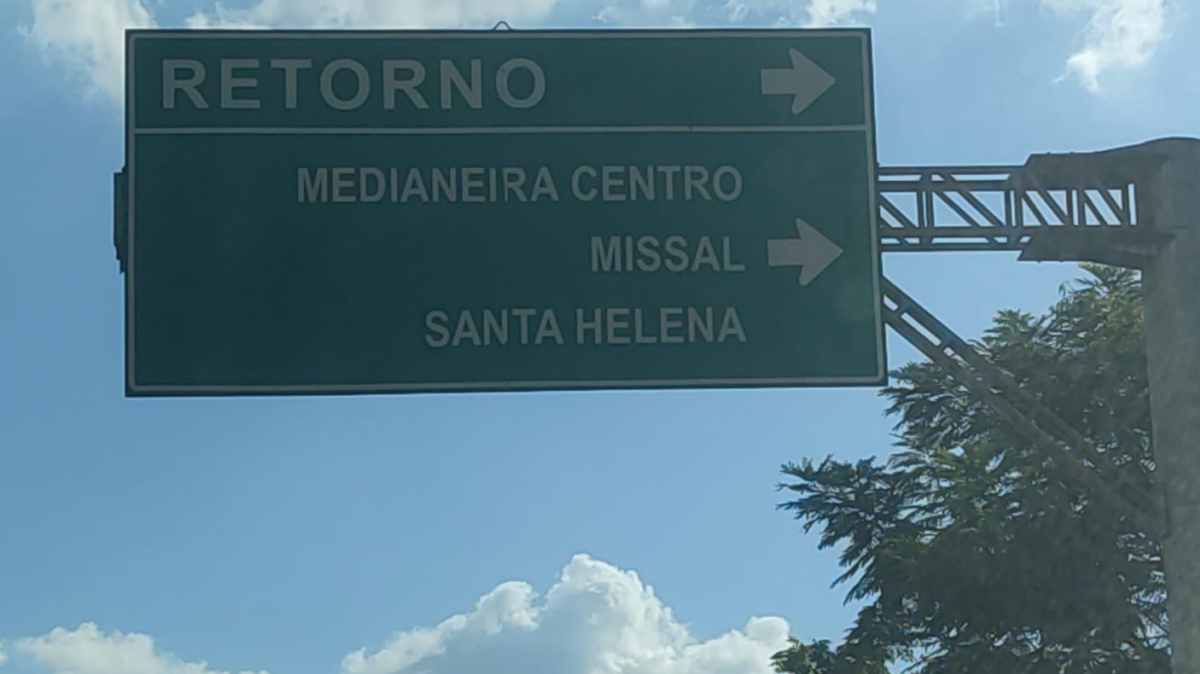 RETORNO
MEDIANEIRA CENTRO
MISSAL
SANTA HELENA